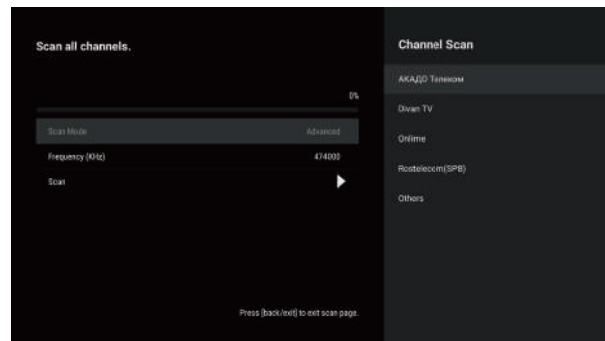 Scan all channels.
0%
Scan Mode Advanced
Frequency (KHz) 474000
Scan
Press [back/exit] to exit scan page.
Channel Scan
АКАДО Телеком
Divan TV
Onlime
Rostelecom(SPB)
Others